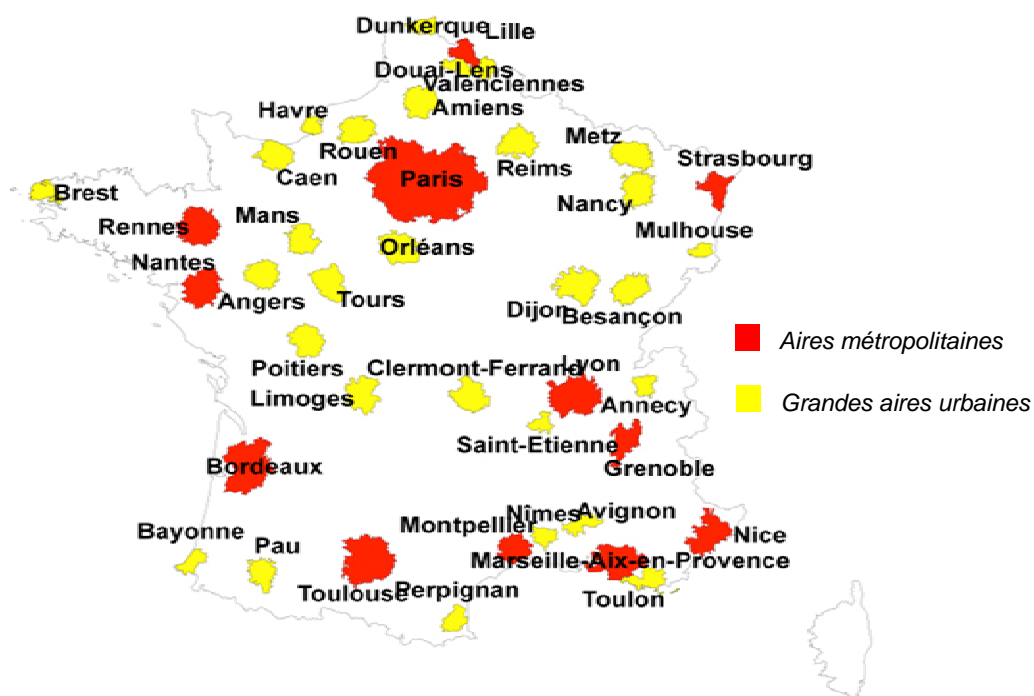 Dunkerque
Lille
Douai-Lens
Valenciennes
Amiens
Havre
Rouen
Caen
Paris
Reims
Metz
Strasbourg
Nancy
Mulhouse
Brest
Rennes
Mans
Orléans
Nantes
Angers
Tours
Dijon
Besançon
Poitiers
Limoges
Clermont-Ferrand
Lyon
Annecy
Saint-Etienne
Grenoble
Bordeaux
Aires métropolitaines
Grandes aires urbaines
Bayonne
Pau
Toulouse
Montpellier
Nîmes
Avignon
Nice
Marseille-Aix-en-Provence
Toulon
Perpignan